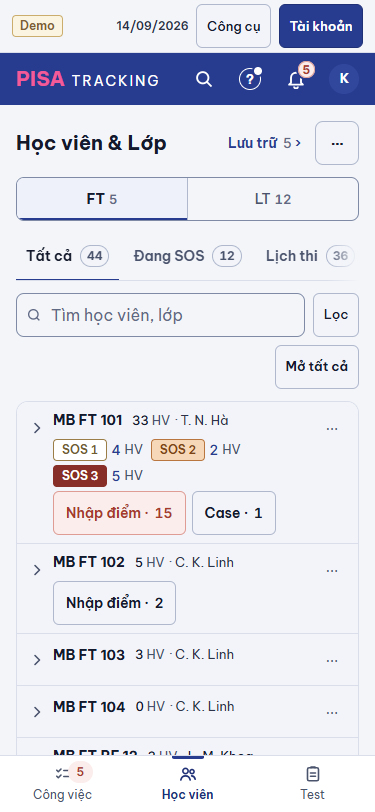 Demo 14/09/2026 Công cụ Tài khoản
PISA TRACKING ? 5 K
Học viên & Lớp Lưu trữ 5 › ...
FT 5 LT 12
Tất cả 44 Đang SOS 12 Lịch thi 36
Tìm học viên, lớp Lọc
Mở tất cả
MB FT 101 33 HV · T. N. Hà ...
SOS 1 4 HV SOS 2 2 HV
SOS 3 5 HV
Nhập điểm · 15 Case · 1
MB FT 102 5 HV · C. K. Linh ...
Nhập điểm · 2
MB FT 103 3 HV · C. K. Linh ...
MB FT 104 0 HV · C. K. Linh ...
Công việc 5 Học viên Test